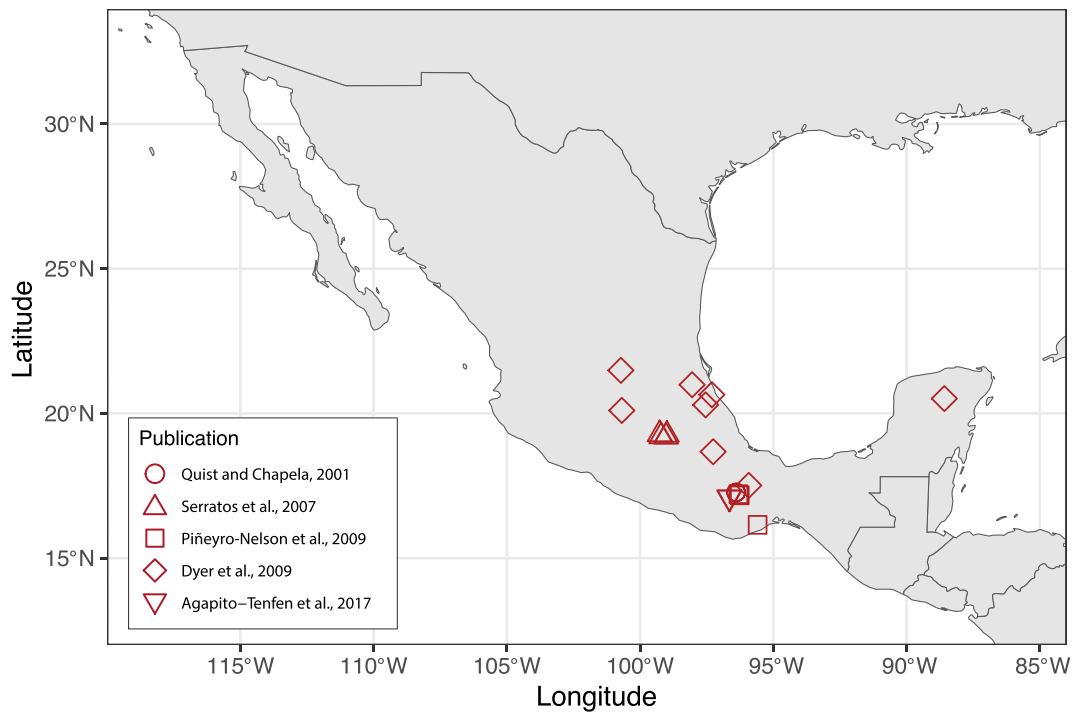 Latitude
30°N
25°N
20°N
15°N
Publication
Quist and Chapela, 2001
Serratos et al., 2007
Piñeyro-Nelson et al., 2009
Dyer et al., 2009
Agapito−Tenfen et al., 2017
115°W 110°W 105°W 100°W 95°W 90°W 85°W
Longitude